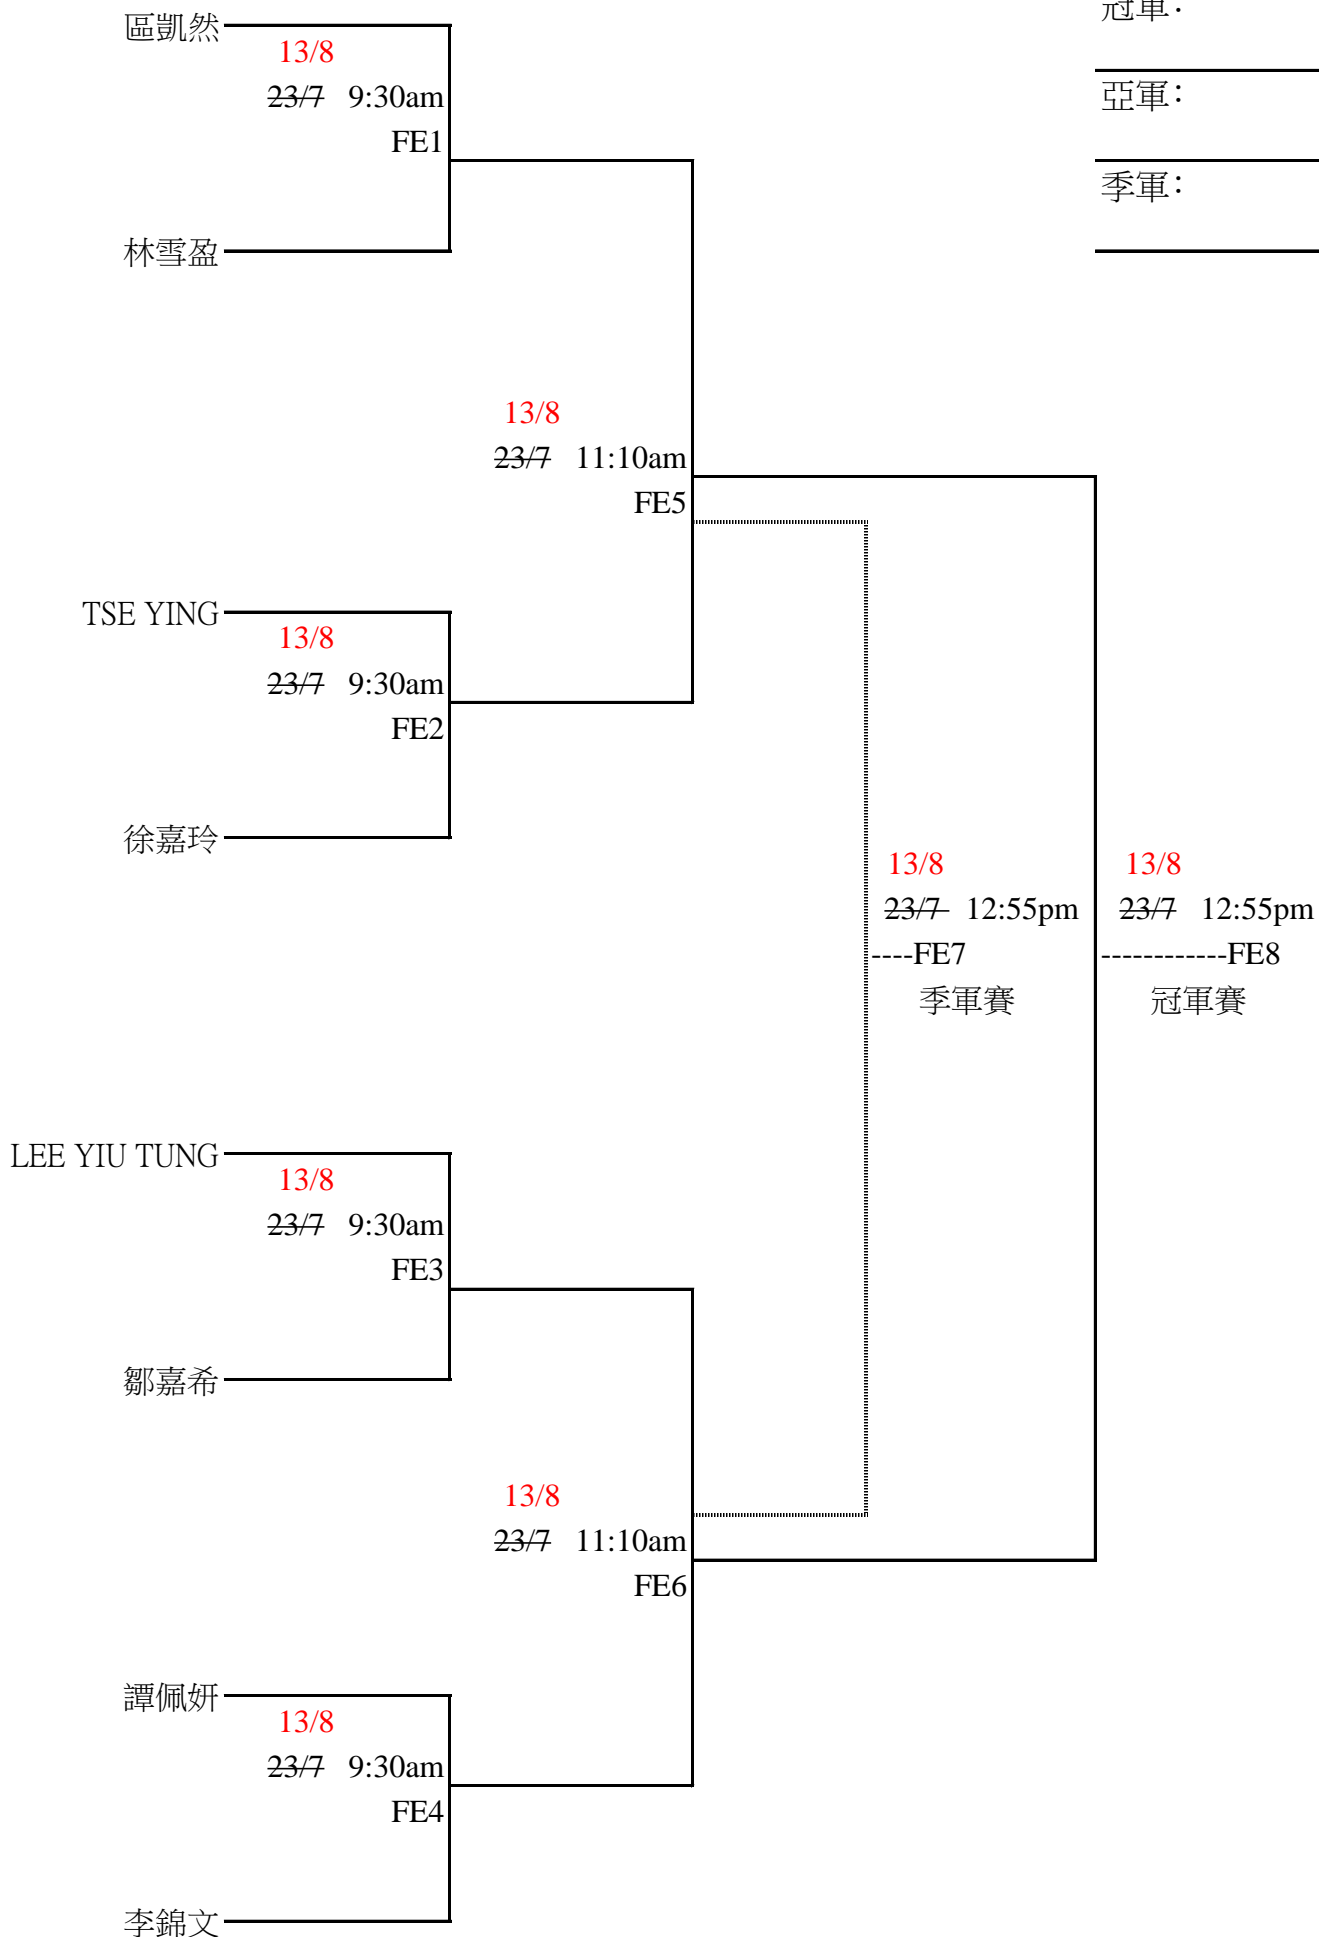 區凱然
冠軍：
13/8
23/7 9:30am
亞軍：
FE1
季軍：
林雪盈
13/8
23/7 11:10am
FE5
TSE YING
13/8
23/7 9:30am
FE2
徐嘉玲
13/8 13/8
23/7 12:55pm 23/7 12:55pm
----FE7 ------------FE8
季軍賽 冠軍賽
LEE YIU TUNG
13/8
23/7 9:30am
FE3
鄒嘉希
13/8
23/7 11:10am
FE6
譚佩妍
13/8
23/7 9:30am
FE4
李錦文